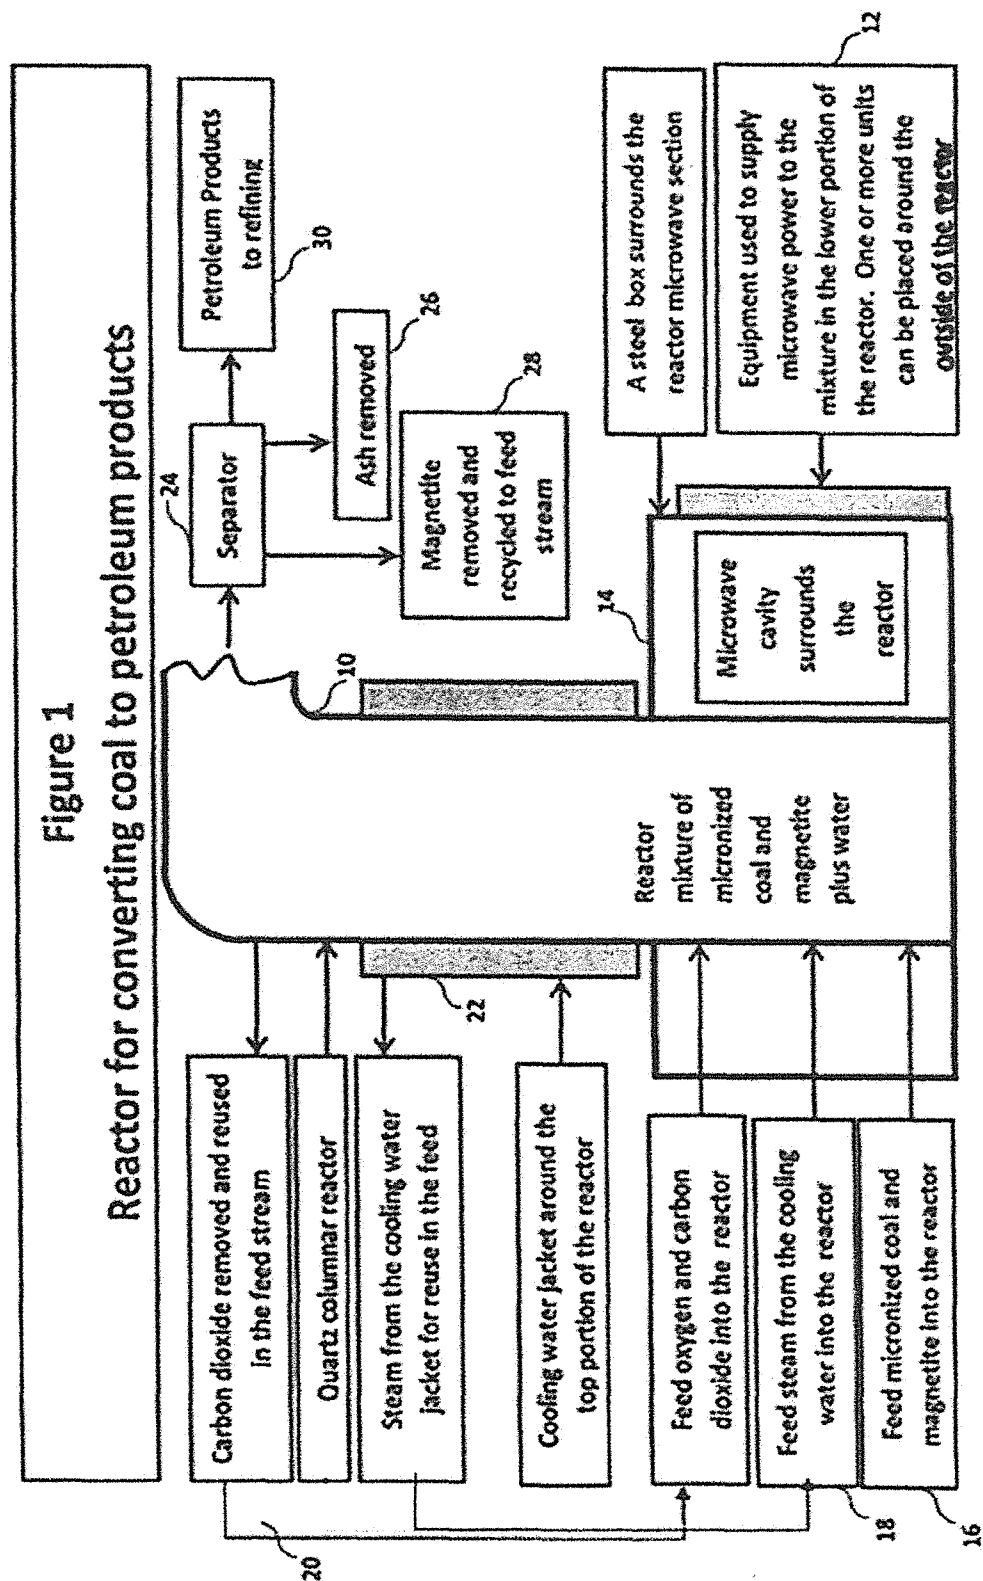 Figure 1
Reactor for converting coal to petroleum products
Carbon dioxide removed and reused
in the feed stream
Quartz columnar reactor
Steam from the cooling water
jacket for reuse in the feed
Cooling water jacket around the
top portion of the reactor
Feed oxygen and carbon
dioxide into the reactor
Feed steam from the cooling
water into the reactor
Feed micronized coal and
magnetite into the reactor
20
18
16
22
Reactor
mixture of
micronized
coal and
magnetite
plus water
10
24
Separator
Petroleum Products
to refining
30
Ash removed
26
Magnetite
removed and
recycled to feed
stream
28
14
Microwave
cavity
surrounds
the
reactor
A steel box surrounds the
reactor microwave section
Equipment used to supply
microwave power to the
mixture in the lower portion of
the reactor. One or more units
can be placed around the
outside of the reactor
12